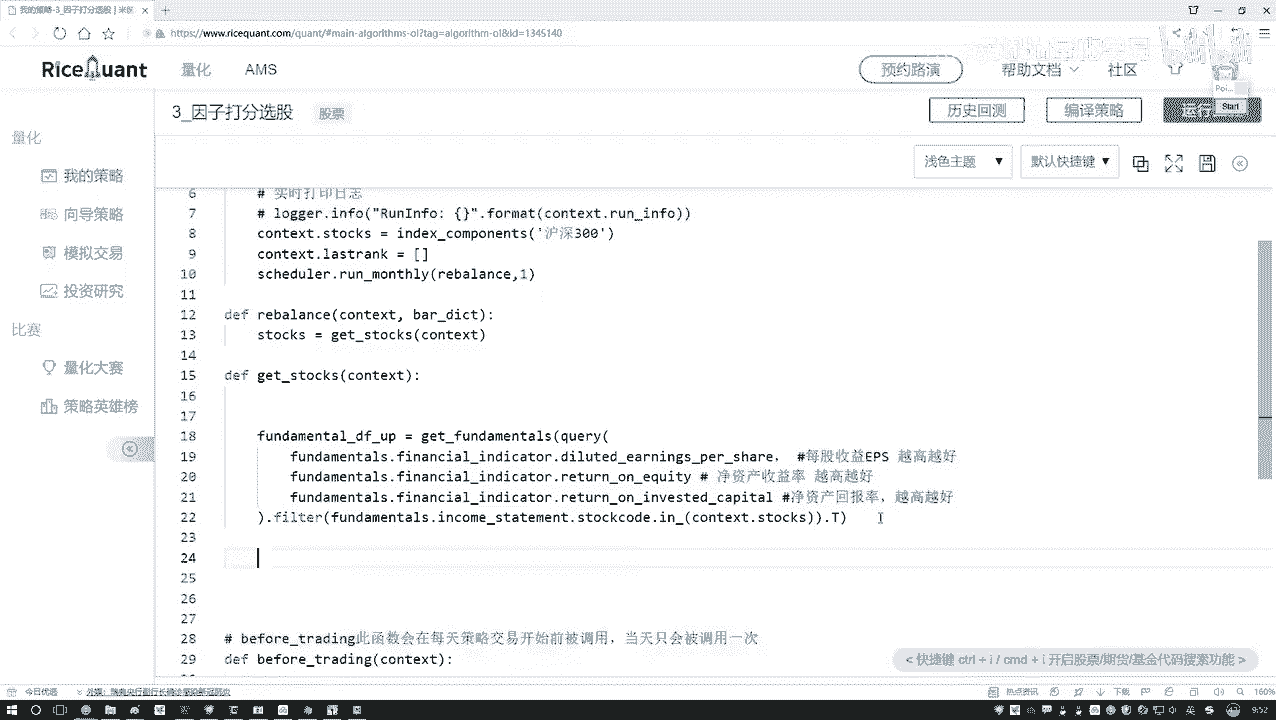 我的策略-3_因子打分选股 | 米
https://www.ricequant.com/quant/#main-algorithms-ol?tag=algorithm-ol&id=1345140
RiceQuant 量化 AMS 预约路演 帮助文档 社区
Poi...
Start
3_因子打分选股 股票 历史回测 编译策略
量化
浅色主题 默认快捷键
我的策略
向导策略
模拟交易
投资研究
比赛
量化大赛
策略英雄榜
6 # 实时打印日志
7 # logger.info("RunInfo: {}".format(context.run_info))
8 context.stocks = index_components('沪深300')
9 context.lastrank = []
10 scheduler.run_monthly(rebalance,1)
11
12 def rebalance(context, bar_dict):
13 stocks = get_stocks(context)
14
15 def get_stocks(context):
16
17
18 fundamental_df_up = get_fundamentals(query(
19 fundamentals.financial_indicator.diluted_earnings_per_share, #每股收益EPS 越高越好
20 fundamentals.financial_indicator.return_on_equity # 净资产收益率 越高越好
21 fundamentals.financial_indicator.return_on_invested_capital #净资产回报率，越高越好
22 ).filter(fundamentals.income_statement.stockcode.in_(context.stocks)).T)
23
24
25
26
27
28 # before_trading此函数会在每天策略交易开始前被调用，当天只会被调用一次
29 def before_trading(context):
< 快捷键 ctrl + i / cmd + i 开启股票/期货/基金代码搜索功能 >
今日优选 热点资讯 下载 160%
英 9:52